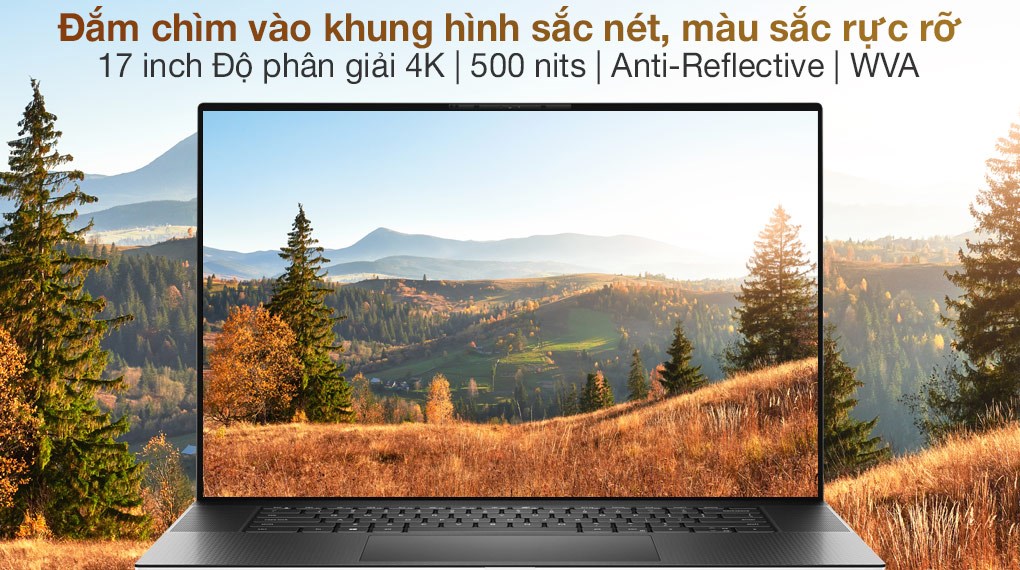 Đắm chìm vào khung hình sắc nét, màu sắc rực rỡ
17 inch Độ phân giải 4K | 500 nits | Anti-Reflective | WVA